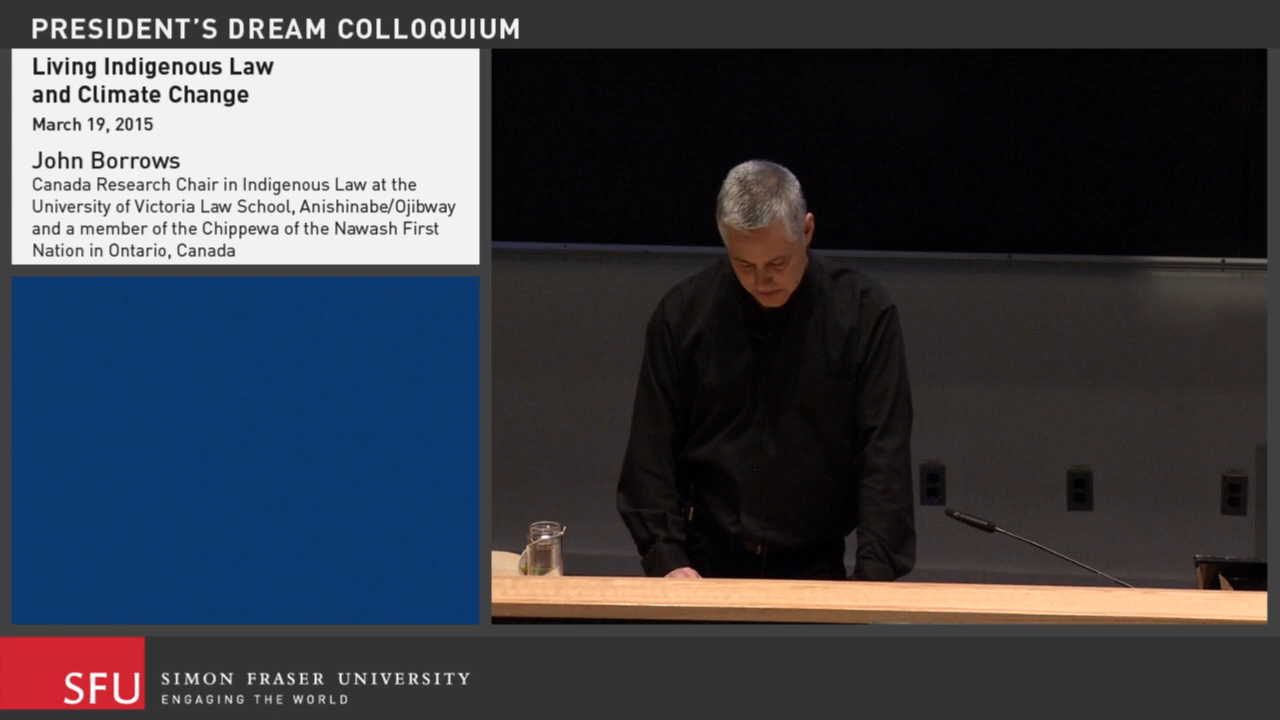 PRESIDENT'S DREAM COLLOQUIUM
Living Indigenous Law
and Climate Change
March 19, 2015
John Borrows
Canada Research Chair in Indigenous Law at the
University of Victoria Law School, Anishinabe/Ojibway
and a member of the Chippewa of the Nawash First
Nation in Ontario, Canada
SFU
SIMON FRASER UNIVERSITY
ENGAGING THE WORLD